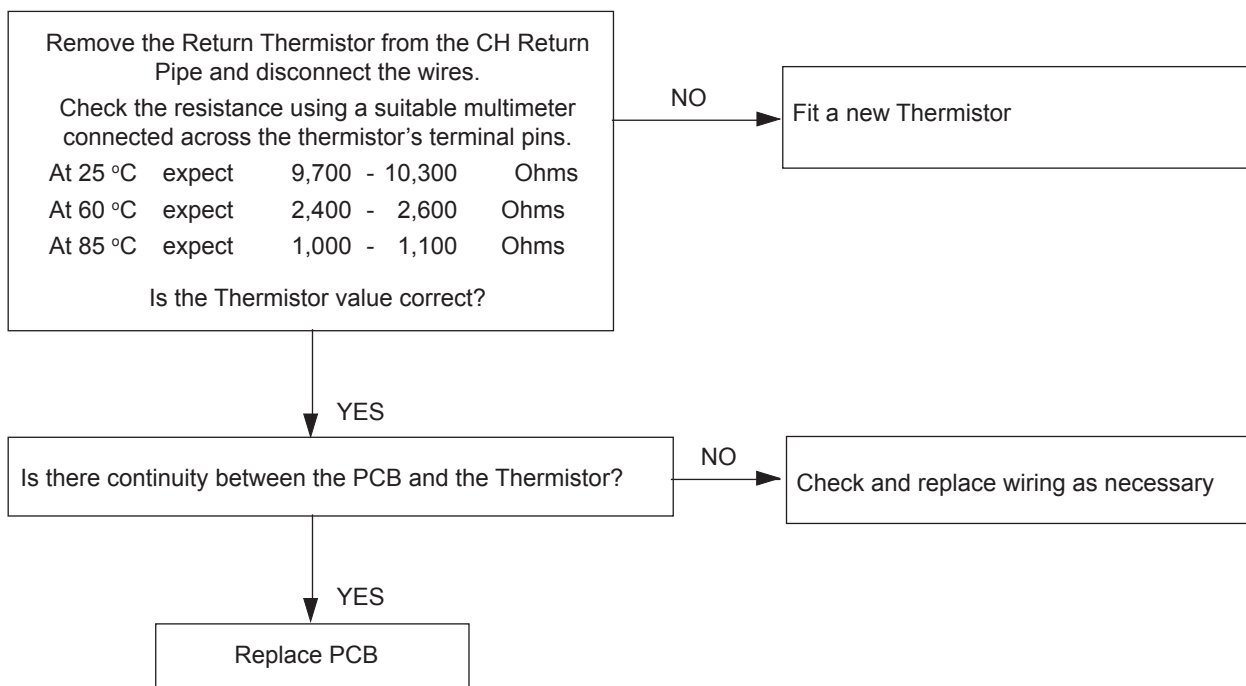 Remove the Return Thermistor from the CH Return
Pipe and disconnect the wires.
Check the resistance using a suitable multimeter
connected across the thermistor's terminal pins.
At 25 °C expect 9,700 - 10,300 Ohms
At 60 °C expect 2,400 - 2,600 Ohms
At 85 °C expect 1,000 - 1,100 Ohms
Is the Thermistor value correct?
NO
Fit a new Thermistor
YES
Is there continuity between the PCB and the Thermistor?
NO
Check and replace wiring as necessary
YES
Replace PCB